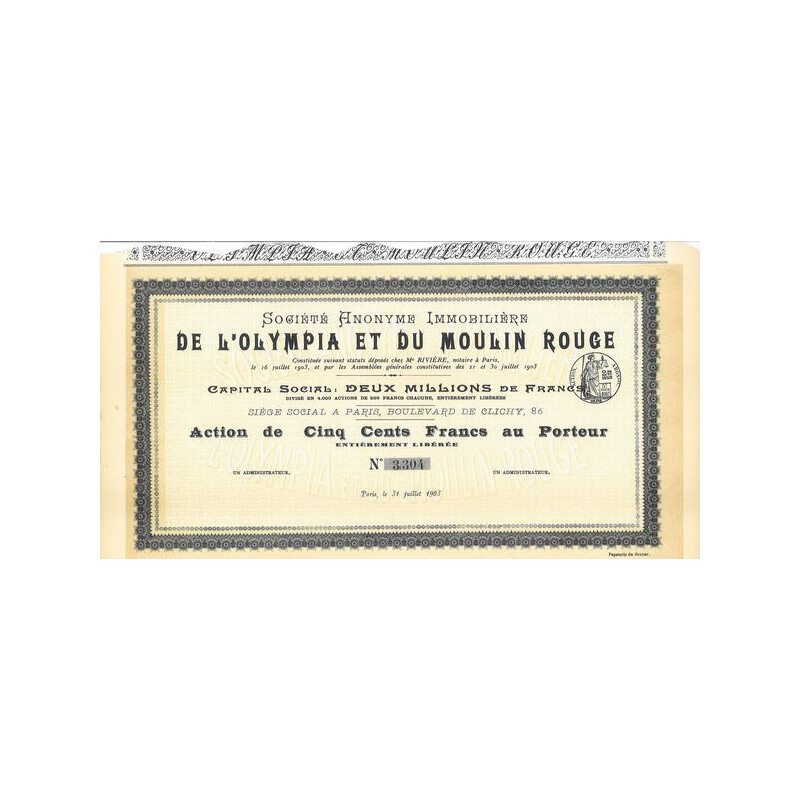 OLYMPIA ET MOULIN ROUGE
Société Anonyme Immobilière
DE L'OLYMPIA ET DU MOULIN ROUGE
Constituée suivant statuts déposés chez Me RIVIÈRE, notaire à Paris,
le 16 juillet 1903, et par les Assemblées générales constitutives des 21 et 30 juillet 1903
Capital Social: DEUX MILLIONS de Francs
DIVISÉ EN 4.000 ACTIONS DE 500 FRANCS CHACUNE, ENTIÈREMENT LIBÉRÉES
SIÈGE SOCIAL A PARIS, BOULEVARD DE CLICHY, 86
Action de Cinq Cents Francs au Porteur
ENTIÈREMENT LIBÉRÉE
No 3304
UN ADMINISTRATEUR, UN ADMINISTRATEUR,
Paris, le 31 juillet 1903